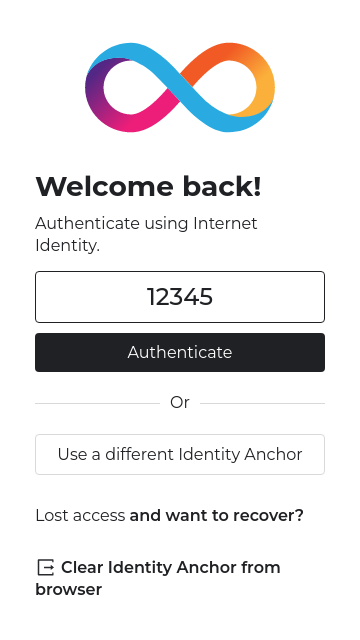 Welcome back!
Authenticate using Internet
Identity.
12345
Authenticate
Or
Use a different Identity Anchor
Lost access and want to recover?
Clear Identity Anchor from
browser